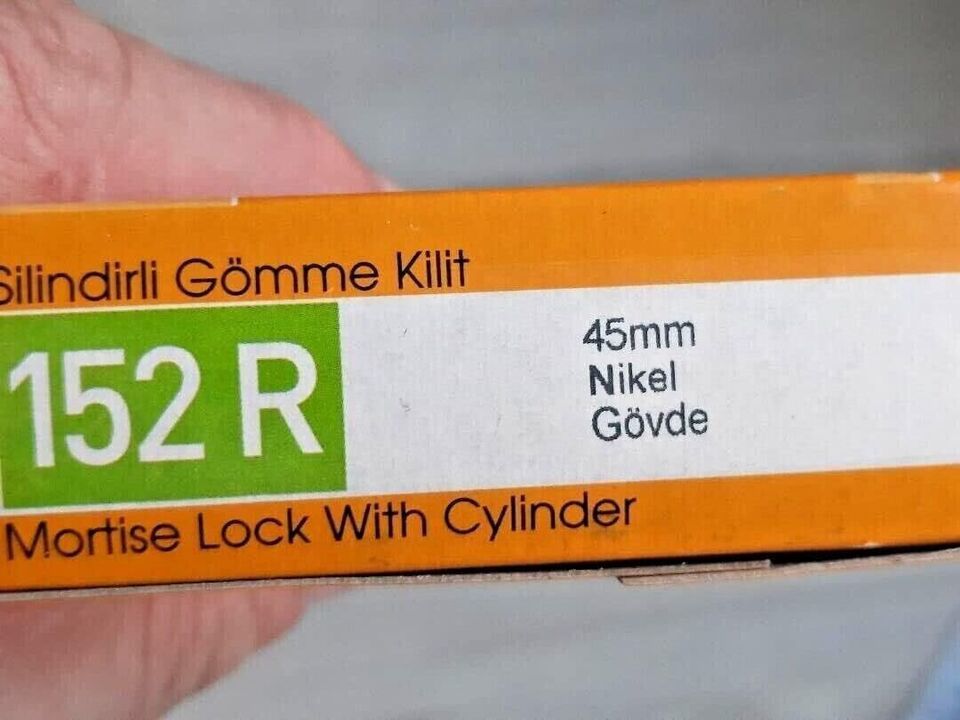 Silindirli Gömme Kilit
152 R
45mm
Nikel
Gövde
Mortise Lock With Cylinder